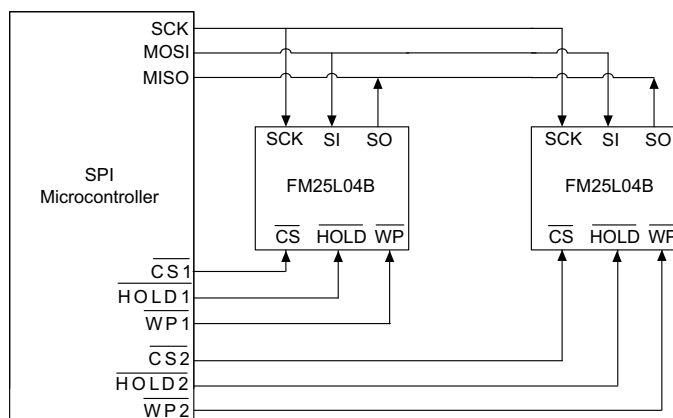 SCK
MOSI
MISO
SCK SI SO
SCK SI SO
SPI
Microcontroller
FM25L04B
FM25L04B
CS HOLD WP
CS HOLD WP
CS1
HOLD1
WP1
CS2
HOLD2
WP2